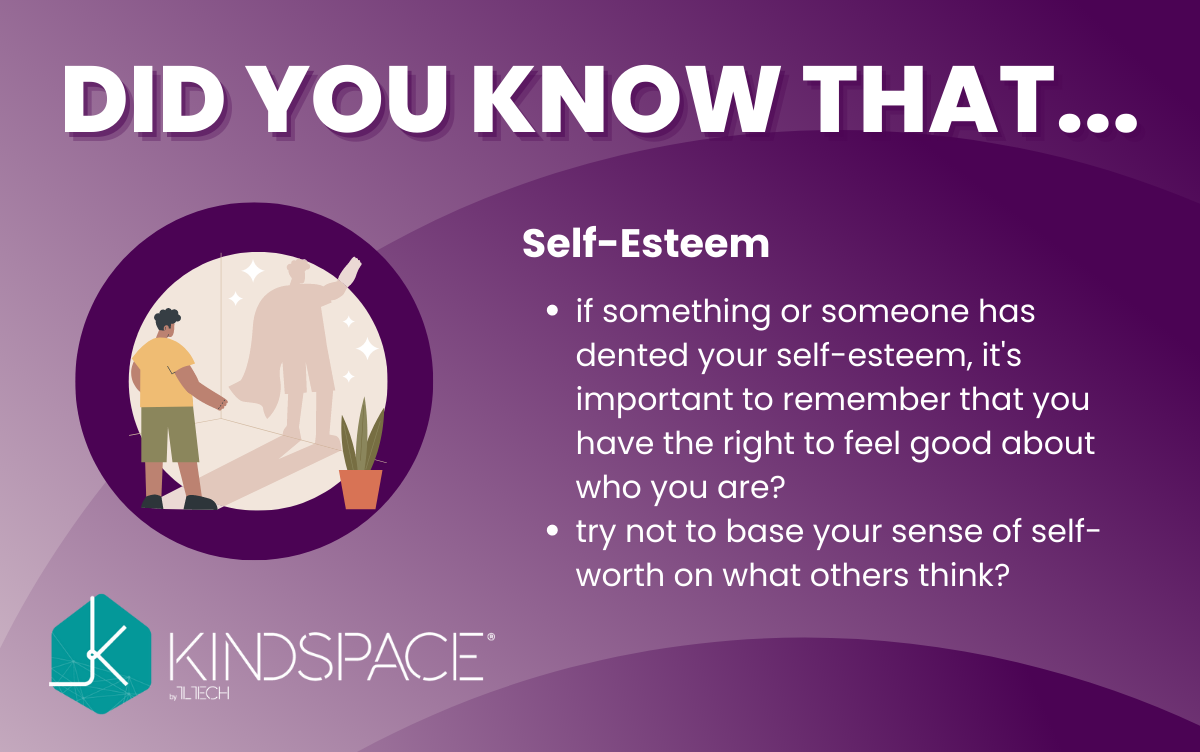 DID YOU KNOW THAT...
Self-Esteem
• if something or someone has
dented your self-esteem, it's
important to remember that you
have the right to feel good about
who you are?
• try not to base your sense of self-
worth on what others think?
KINDSPACE®
by TLTECH